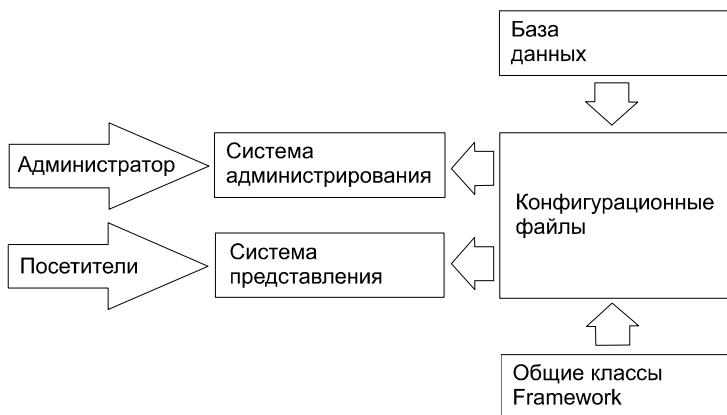 База
данных
Администратор
Система
администрирования
Конфигурационные
файлы
Посетители
Система
представления
Общие классы
Framework